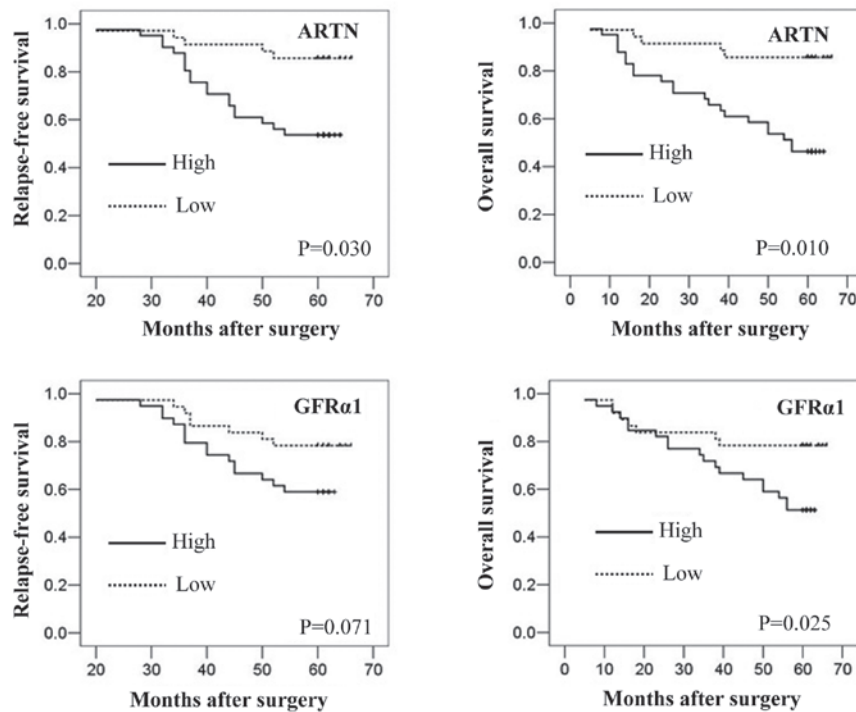 ARTN
Relapse-free survival
1.0
0.8
0.6
0.4
0.2
0.0
High
Low
P=0.030
20 30 40 50 60 70
Months after surgery
ARTN
Overall survival
1.0
0.8
0.6
0.4
0.2
0.0
High
Low
P=0.010
0 10 20 30 40 50 60 70
Months after surgery
GFRα1
Relapse-free survival
1.0
0.8
0.6
0.4
0.2
0.0
High
Low
P=0.071
20 30 40 50 60 70
Months after surgery
GFRα1
Overall survival
1.0
0.8
0.6
0.4
0.2
0.0
High
Low
P=0.025
0 10 20 30 40 50 60 70
Months after surgery